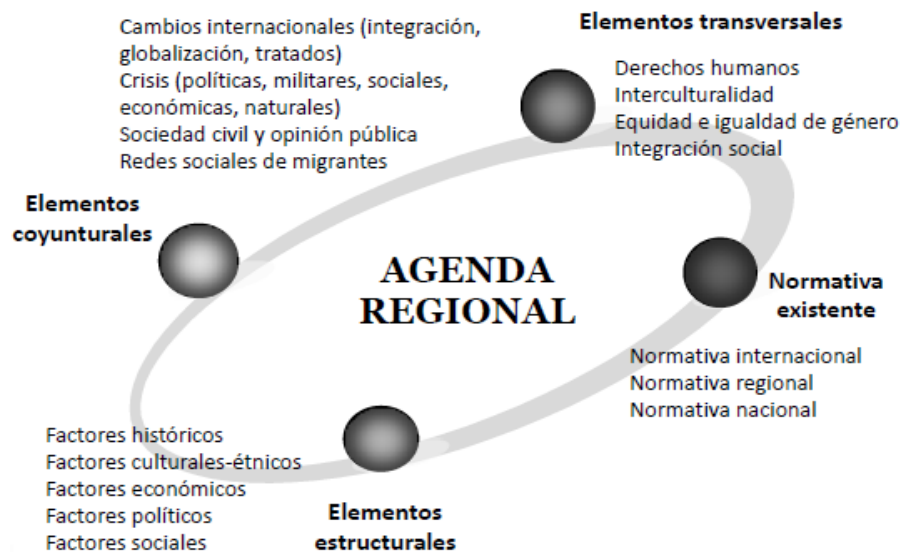 Cambios internacionales (integración,
globalización, tratados)
Crisis (políticas, militares, sociales,
económicas, naturales)
Sociedad civil y opinión pública
Redes sociales de migrantes
Elementos
coyunturales
Elementos transversales
Derechos humanos
Interculturalidad
Equidad e igualdad de género
Integración social
AGENDA
REGIONAL
Normativa
existente
Normativa internacional
Normativa regional
Normativa nacional
Factores históricos
Factores culturales-étnicos
Factores económicos
Factores políticos
Factores sociales
Elementos
estructurales